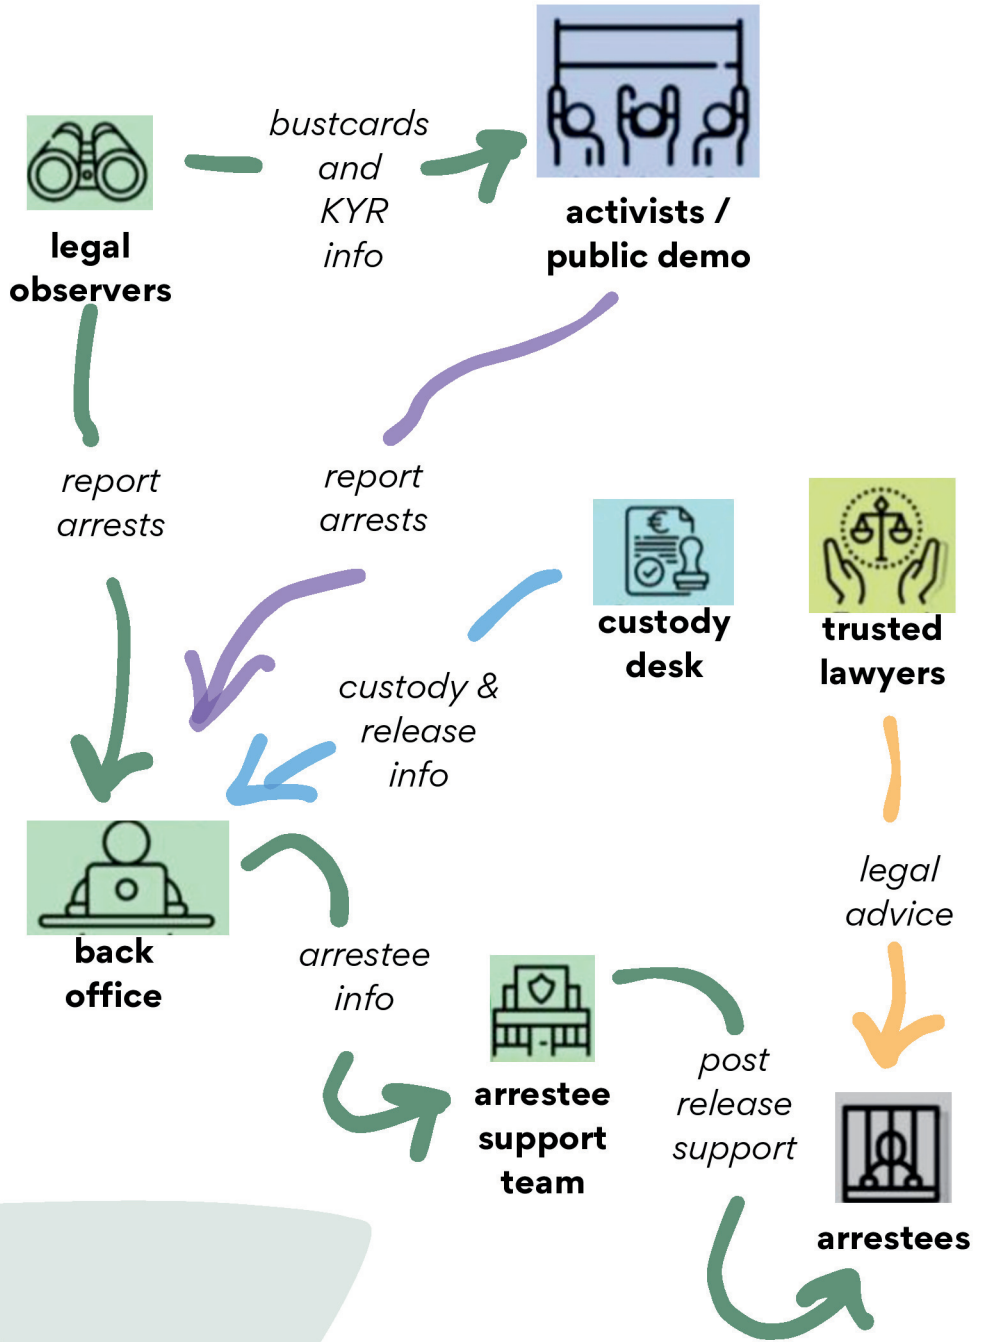 bustcards
and
KYR
info
legal
observers
activists /
public demo
report
arrests
report
arrests
custody
desk
trusted
lawyers
custody &
release
info
legal
advice
back
office
arrestee
info
arrestee
support
team
post
release
support
arrestees